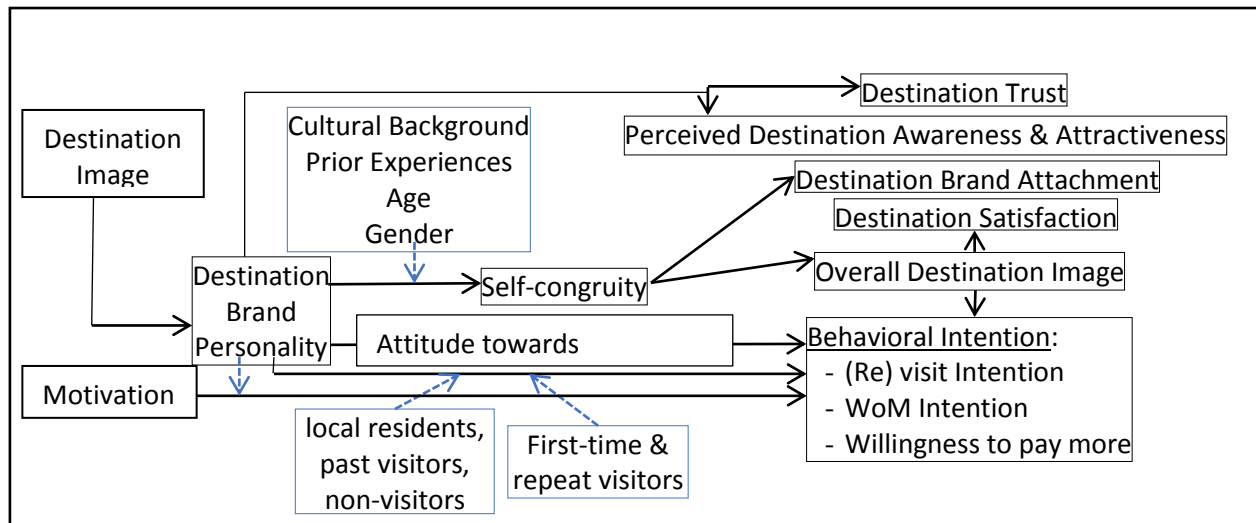 Destination
Image
Cultural Background
Prior Experiences
Age
Gender
Destination Trust
Perceived Destination Awareness & Attractiveness
Destination Brand Attachment
Destination Satisfaction
Destination
Brand
Personality
Self-congruity
Overall Destination Image
Attitude towards
Motivation
Behavioral Intention:
- (Re) visit Intention
- WoM Intention
- Willingness to pay more
local residents,
past visitors,
non-visitors
First-time &
repeat visitors